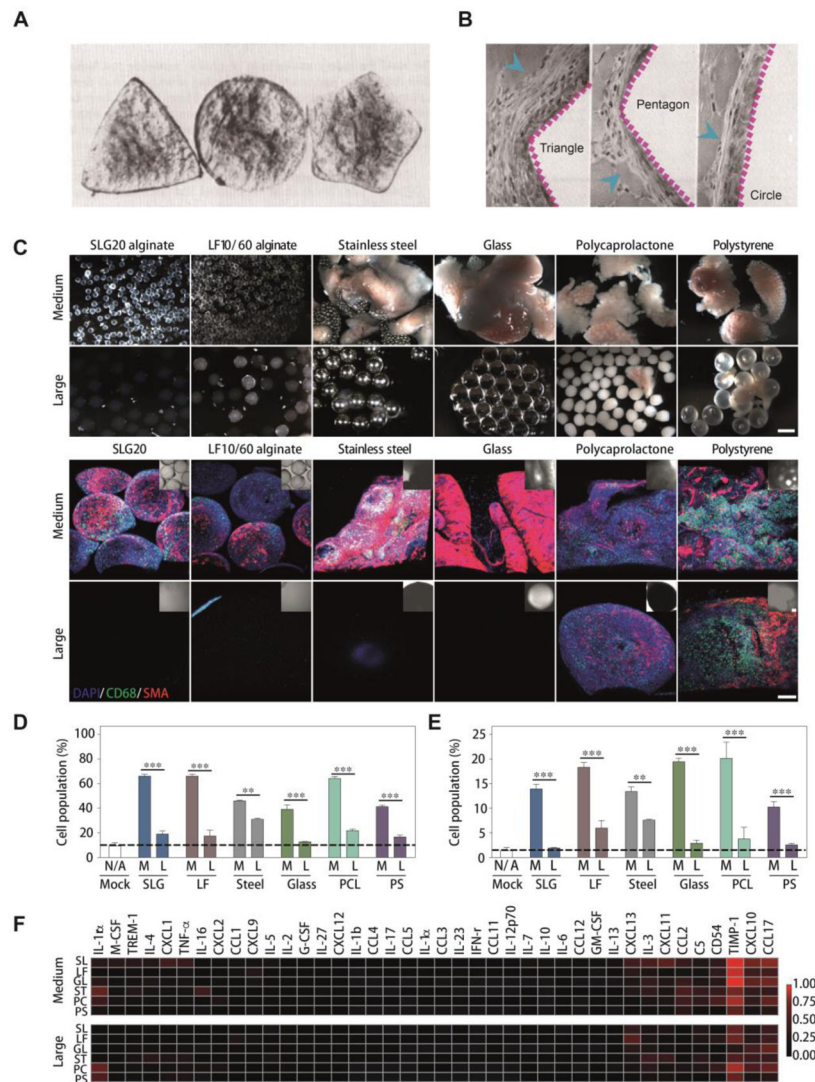 A
B
Triangle
Pentagon
Circle
C
SLG20 alginate LF10/60 alginate Stainless steel Glass Polycaprolactone Polystyrene
Medium
Large
SLG20 LF10/60 alginate Stainless steel Glass Polycaprolactone Polystyrene
Medium
Large
DAPI/CD68/SMA
D
Cell population (%)
100
80
60
40
20
0
*** *** ** *** *** ***
N/A M L M L M L M L M L M L
Mock SLG LF Steel Glass PCL PS
E
Cell population (%)
25
20
15
10
5
0
*** *** ** *** *** ***
N/A M L M L M L M L M L M L
Mock SLG LF Steel Glass PCL PS
F
IL-1rα M-CSF TREM-1 IL-4 CXCL1 TNF-α IL-16 CXCL2 CCL1 CXCL9 IL-5 IL-2 G-CSF IL-27 CXCL12 IL-1b CCL4 IL-17 CCL5 IL-1α CCL3 IL-23 IFN-r CCL11 IL-12p70 IL-7 IL-10 IL-6 CCL12 GM-CSF IL-13 CXCL13 IL-3 CXCL11 CCL2 C5 CD54 TIMP-1 CXCL10 CCL17
Medium
SL
LF
GL
ST
PC
PS
Large
SL
LF
GL
ST
PC
PS
1.00
0.75
0.50
0.25
0.00